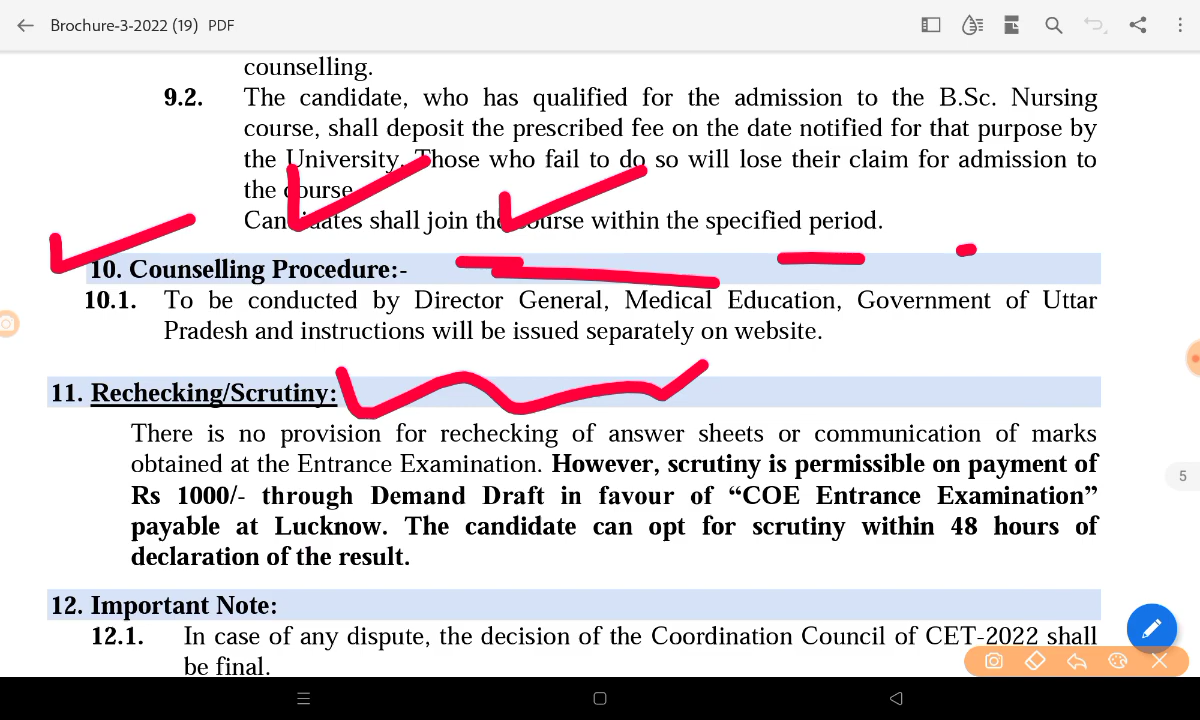 Brochure-3-2022 (19) PDF
counselling.
9.2. The candidate, who has qualified for the admission to the B.Sc. Nursing
course, shall deposit the prescribed fee on the date notified for that purpose by
the University. Those who fail to do so will lose their claim for admission to
the course.
Candidates shall join the course within the specified period.
10. Counselling Procedure:-
10.1. To be conducted by Director General, Medical Education, Government of Uttar
Pradesh and instructions will be issued separately on website.
11. Rechecking/Scrutiny:
There is no provision for rechecking of answer sheets or communication of marks
obtained at the Entrance Examination. However, scrutiny is permissible on payment of
Rs 1000/- through Demand Draft in favour of “COE Entrance Examination”
payable at Lucknow. The candidate can opt for scrutiny within 48 hours of
declaration of the result.
5
12. Important Note:
12.1. In case of any dispute, the decision of the Coordination Council of CET-2022 shall
be final.